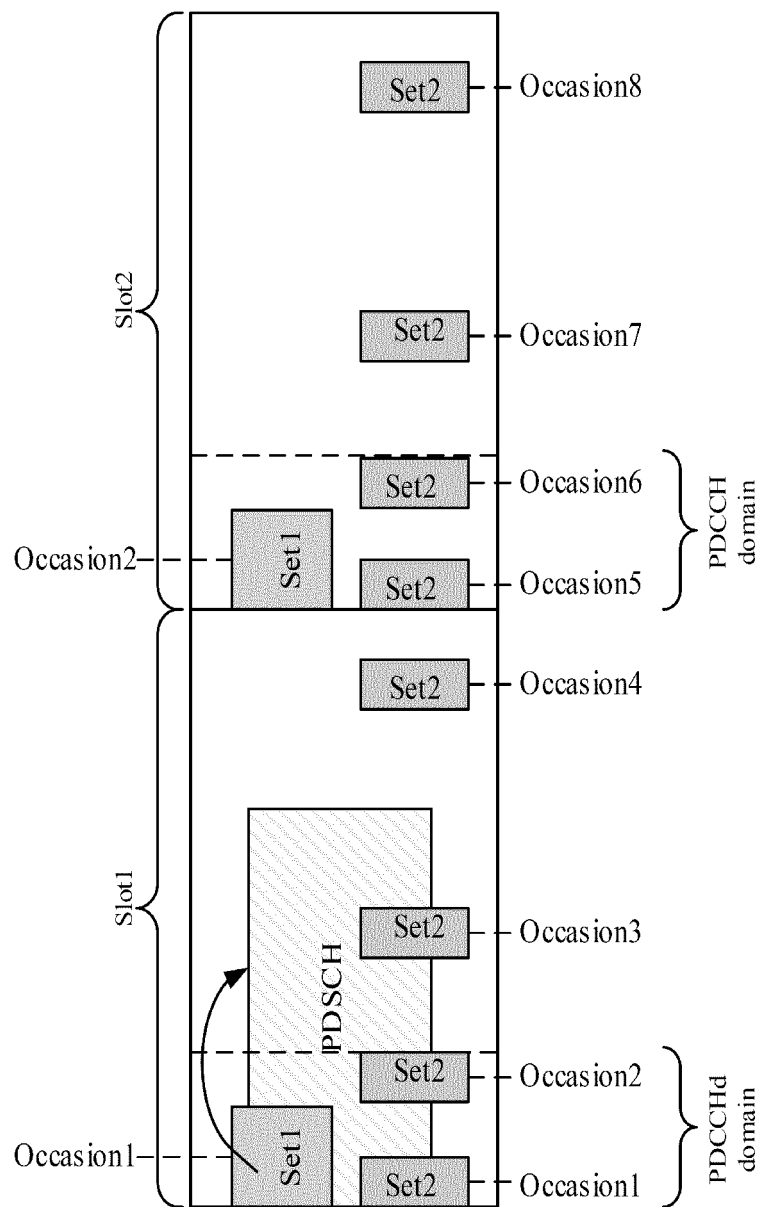 Set2
Occasion8
Slot2
Set2
Occasion7
Set2
Occasion6
PDCCH
domain
Occasion2
Set1
Set2
Occasion5
Set2
Occasion4
Slot1
PDSCH
Set2
Occasion3
Set2
Occasion2
PDCCHd
domain
Occasion1
Set1
Set2
Occasion1